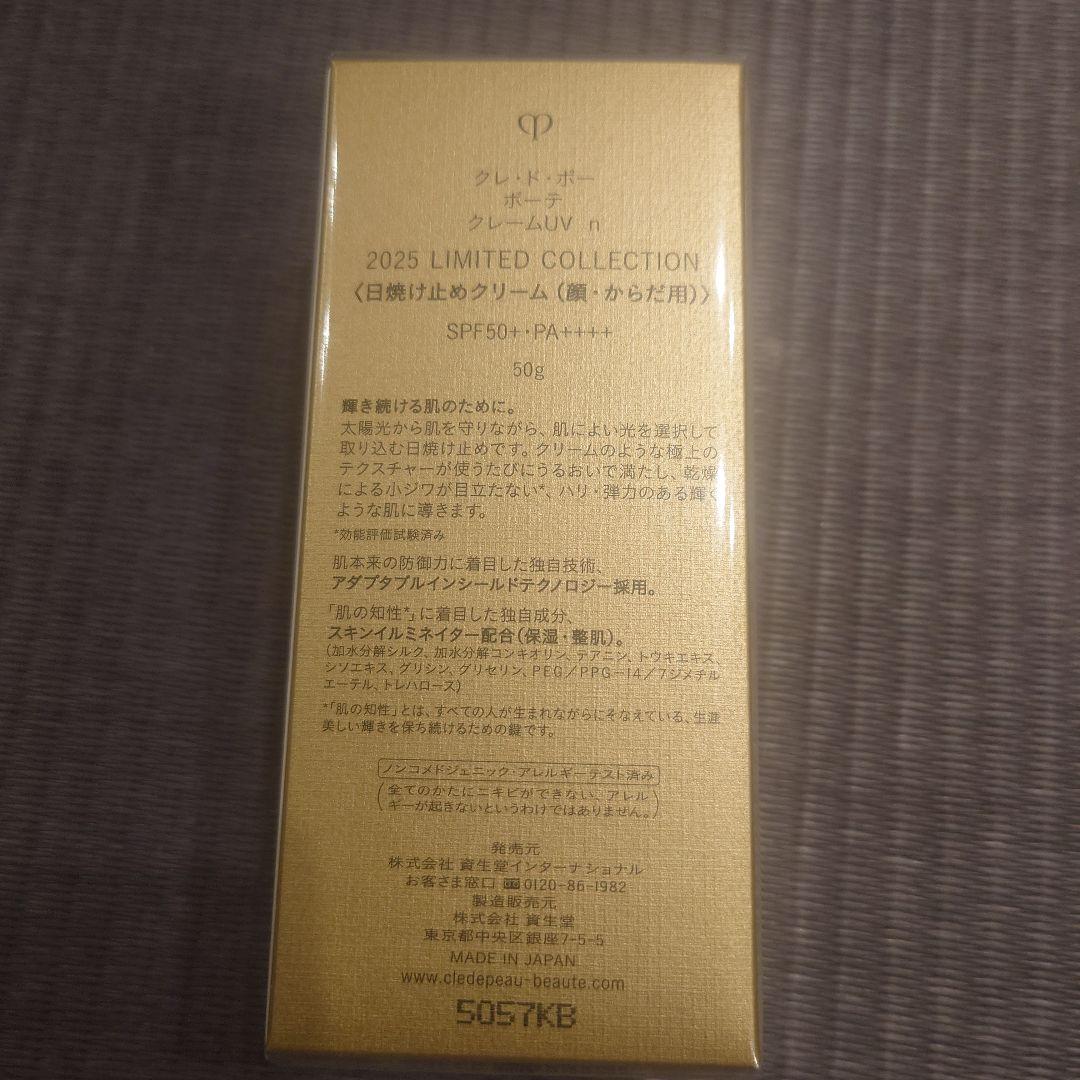 クレ・ド・ポー
ボーテ
クレームUV n
2025 LIMITED COLLECTION
〈日焼け止めクリーム（顔・からだ用）〉
SPF50+・PA++++
50g
輝き続ける肌のために。
太陽光から肌を守りながら、肌によい光を選択して
取り込む日焼け止めです。クリームのような極上の
テクスチャーが使うたびにうるおいで満たし、乾燥
による小ジワが目立たない*、ハリ・弾力のある輝く
ような肌に導きます。
*効能評価試験済み
肌本来の防御力に着目した独自技術、
アダプタブルインシールドテクノロジー採用。
「肌の知性*」に着目した独自成分、
スキンイルミネイター配合（保湿・整肌）。
（加水分解シルク、加水分解コンキオリン、テアニン、トウキエキス、
シソエキス、グリシン、グリセリン、PEG／PPG-14／7ジメチル
エーテル、トレハロース）
*「肌の知性」とは、すべての人が生まれながらにそなえている、生涯
美しい輝きを保ち続けるための鍵です。
ノンコメドジェニック・アレルギーテスト済み
（全てのかたにニキビができない、アレル
ギーが起きないというわけではありません。）
発売元
株式会社 資生堂インターナショナル
お客さま窓口 0120-86-1982
製造販売元
株式会社 資生堂
東京都中央区銀座7-5-5
MADE IN JAPAN
www.cledepeau-beaute.com
5057KB